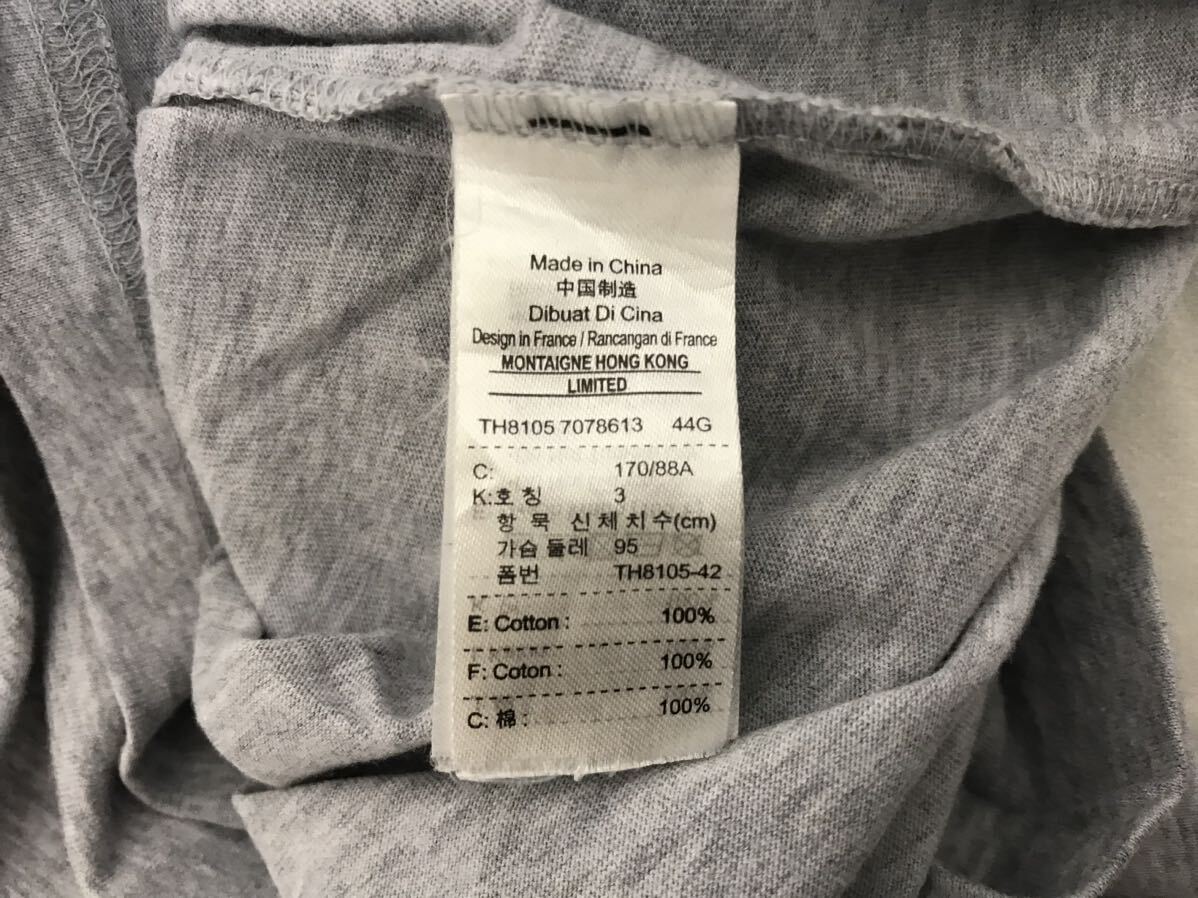 Made in China
中国制造
Dibuat Di Cina
Design in France / Rancangan di France
MONTAIGNE HONG KONG
LIMITED
TH8105 7078613 44G
C: 170/88A
K:호 칭 3
항 묵 신 체 치 수(cm)
가슴 둘레 95
폼번 TH8105-42
E: Cotton : 100%
F: Coton : 100%
C: 棉 : 100%